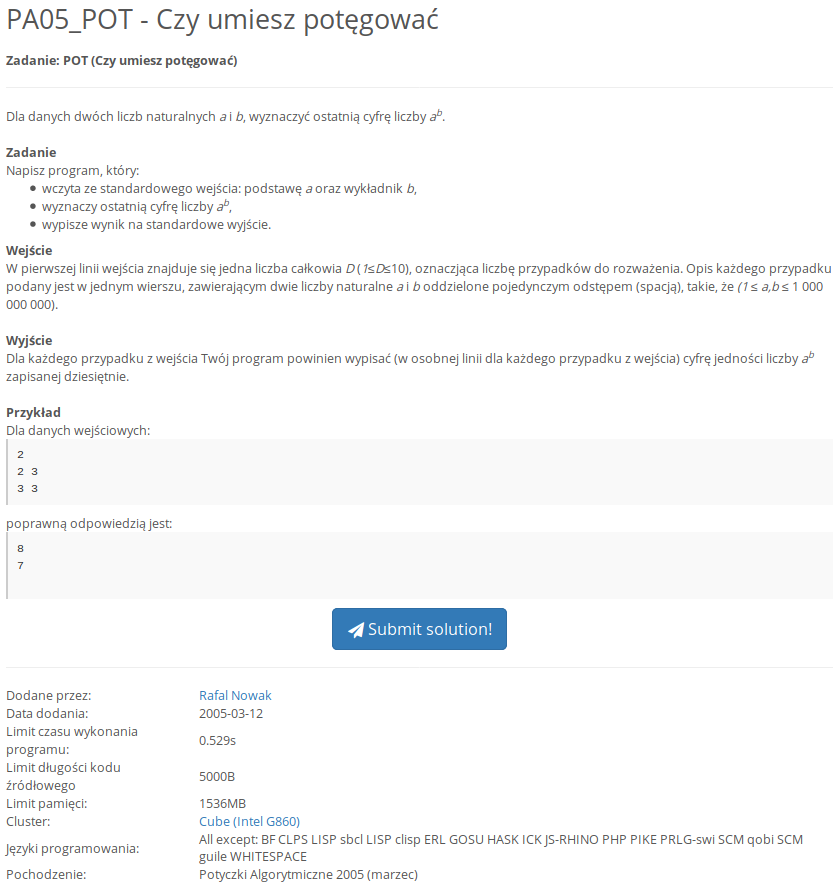 PA05_POT - Czy umiesz potęgować
Zadanie: POT (Czy umiesz potęgować)
Dla danych dwóch liczb naturalnych a i b, wyznaczyć ostatnią cyfrę liczby a^b.
Zadanie
Napisz program, który:
• wczyta ze standardowego wejścia: podstawę a oraz wykładnik b,
• wyznaczy ostatnią cyfrę liczby a^b,
• wypisze wynik na standardowe wyjście.
Wejście
W pierwszej linii wejścia znajduje się jedna liczba całkowia D (1≤D≤10), oznaczjąca liczbę przypadków do rozważenia. Opis każdego przypadku
podany jest w jednym wierszu, zawierającym dwie liczby naturalne a i b oddzielone pojedynczym odstępem (spacją), takie, że (1 ≤ a,b ≤ 1 000
000 000).
Wyjście
Dla każdego przypadku z wejścia Twój program powinien wypisać (w osobnej linii dla każdego przypadku z wejścia) cyfrę jedności liczby a^b
zapisanej dziesiętnie.
Przykład
Dla danych wejściowych:
2
2 3
3 3
poprawną odpowiedzią jest:
8
7
Submit solution!
Dodane przez: Rafal Nowak
Data dodania: 2005-03-12
Limit czasu wykonania
programu: 0.529s
Limit długości kodu
źródłowego 5000B
Limit pamięci: 1536MB
Cluster: Cube (Intel G860)
Języki programowania: All except: BF CLPS LISP sbcl LISP clisp ERL GOSU HASK ICK JS-RHINO PHP PIKE PRLG-swi SCM qobi SCM
guile WHITESPACE
Pochodzenie: Potyczki Algorytmiczne 2005 (marzec)